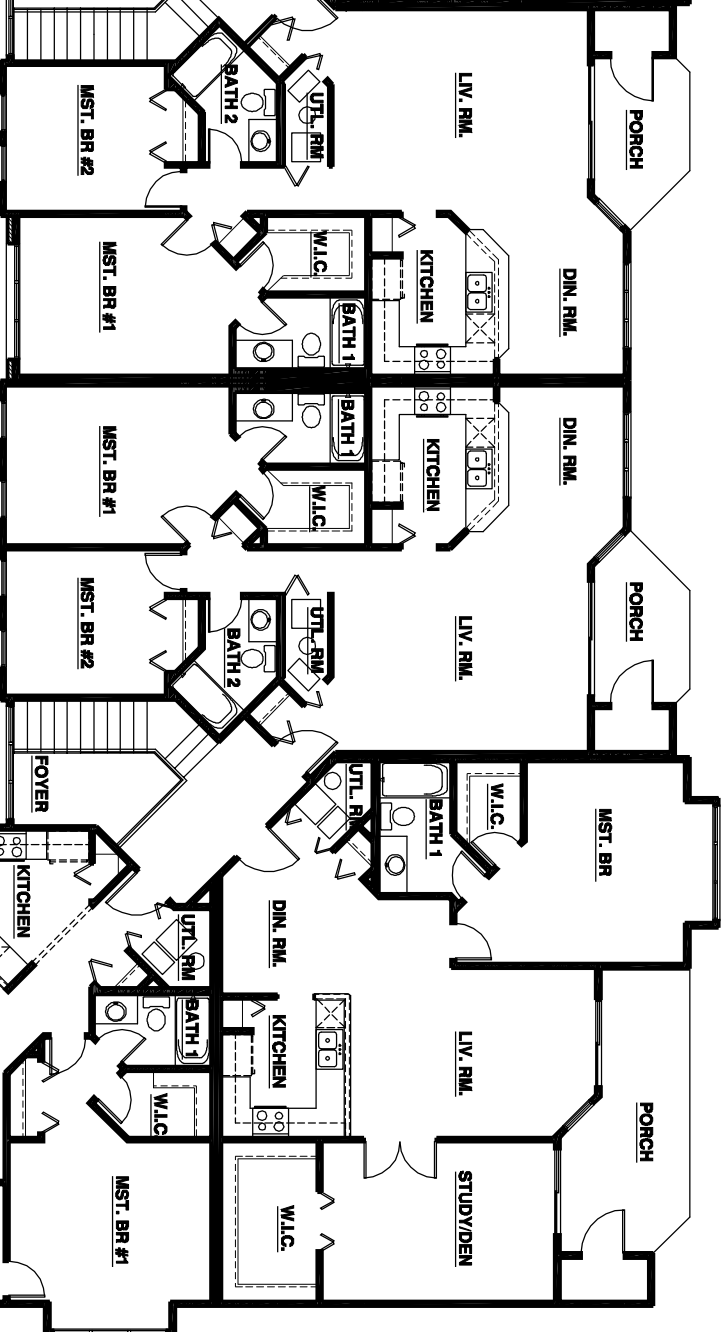 MST. BR #2
BATH 2
UTL. RM
LIV. RM.
PORCH
MST. BR #1
W.I.C.
BATH 1
KITCHEN
DIN. RM.
MST. BR #1
BATH 1
W.I.C.
KITCHEN
DIN. RM.
MST. BR #2
BATH 2
UTL. RM
LIV. RM.
PORCH
FOYER
UTL. RM
BATH 1
W.I.C.
MST. BR
KITCHEN
UTL. RM
DIN. RM.
BATH 1
KITCHEN
LIV. RM.
PORCH
W.I.C
MST. BR #1
W.I.C.
STUDY/DEN